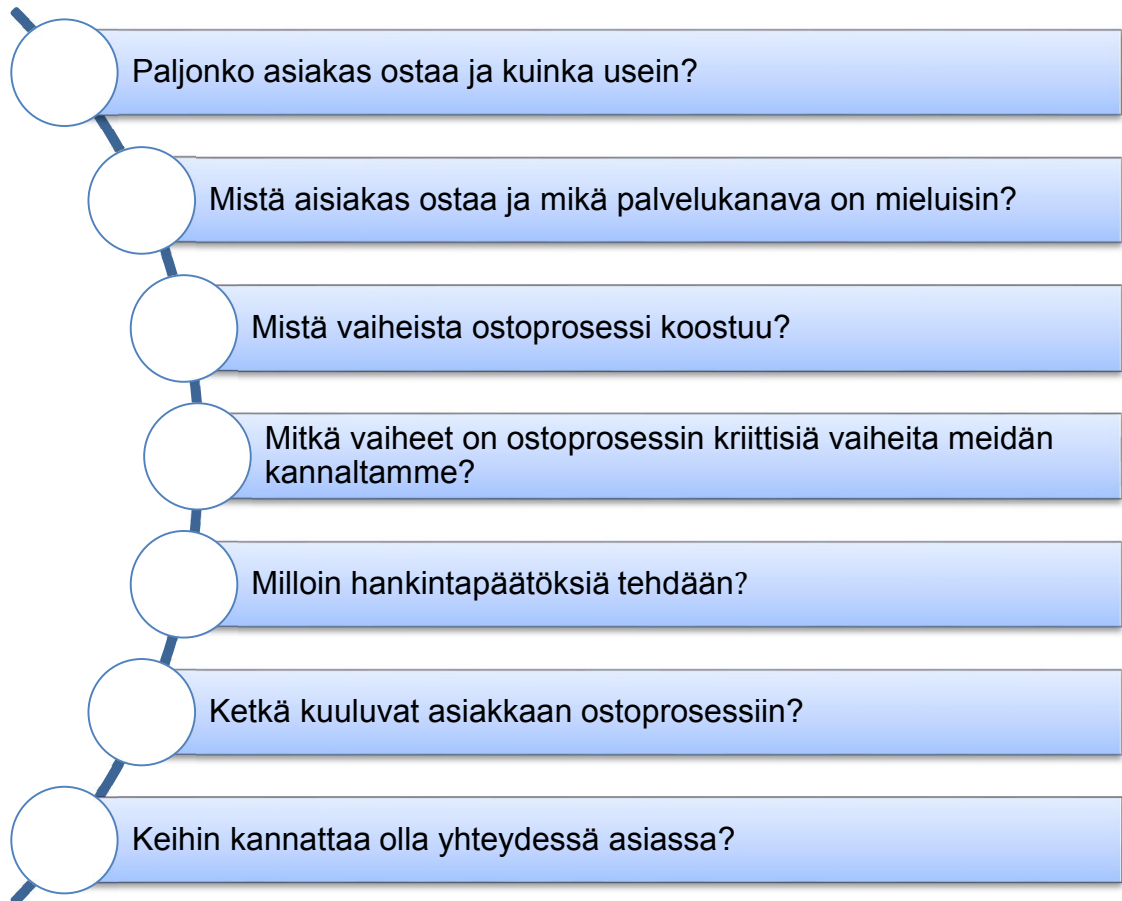 Paljonko asiakas ostaa ja kuinka usein?
Mistä aisiakas ostaa ja mikä palvelukanava on mieluisin?
Mistä vaiheista ostoprosessi koostuu?
Mitkä vaiheet on ostoprosessin kriittisiä vaiheita meidän
kannaltamme?
Milloin hankintapäätöksiä tehdään?
Ketkä kuuluvat asiakkaan ostoprosessiin?
Keihin kannattaa olla yhteydessä asiassa?